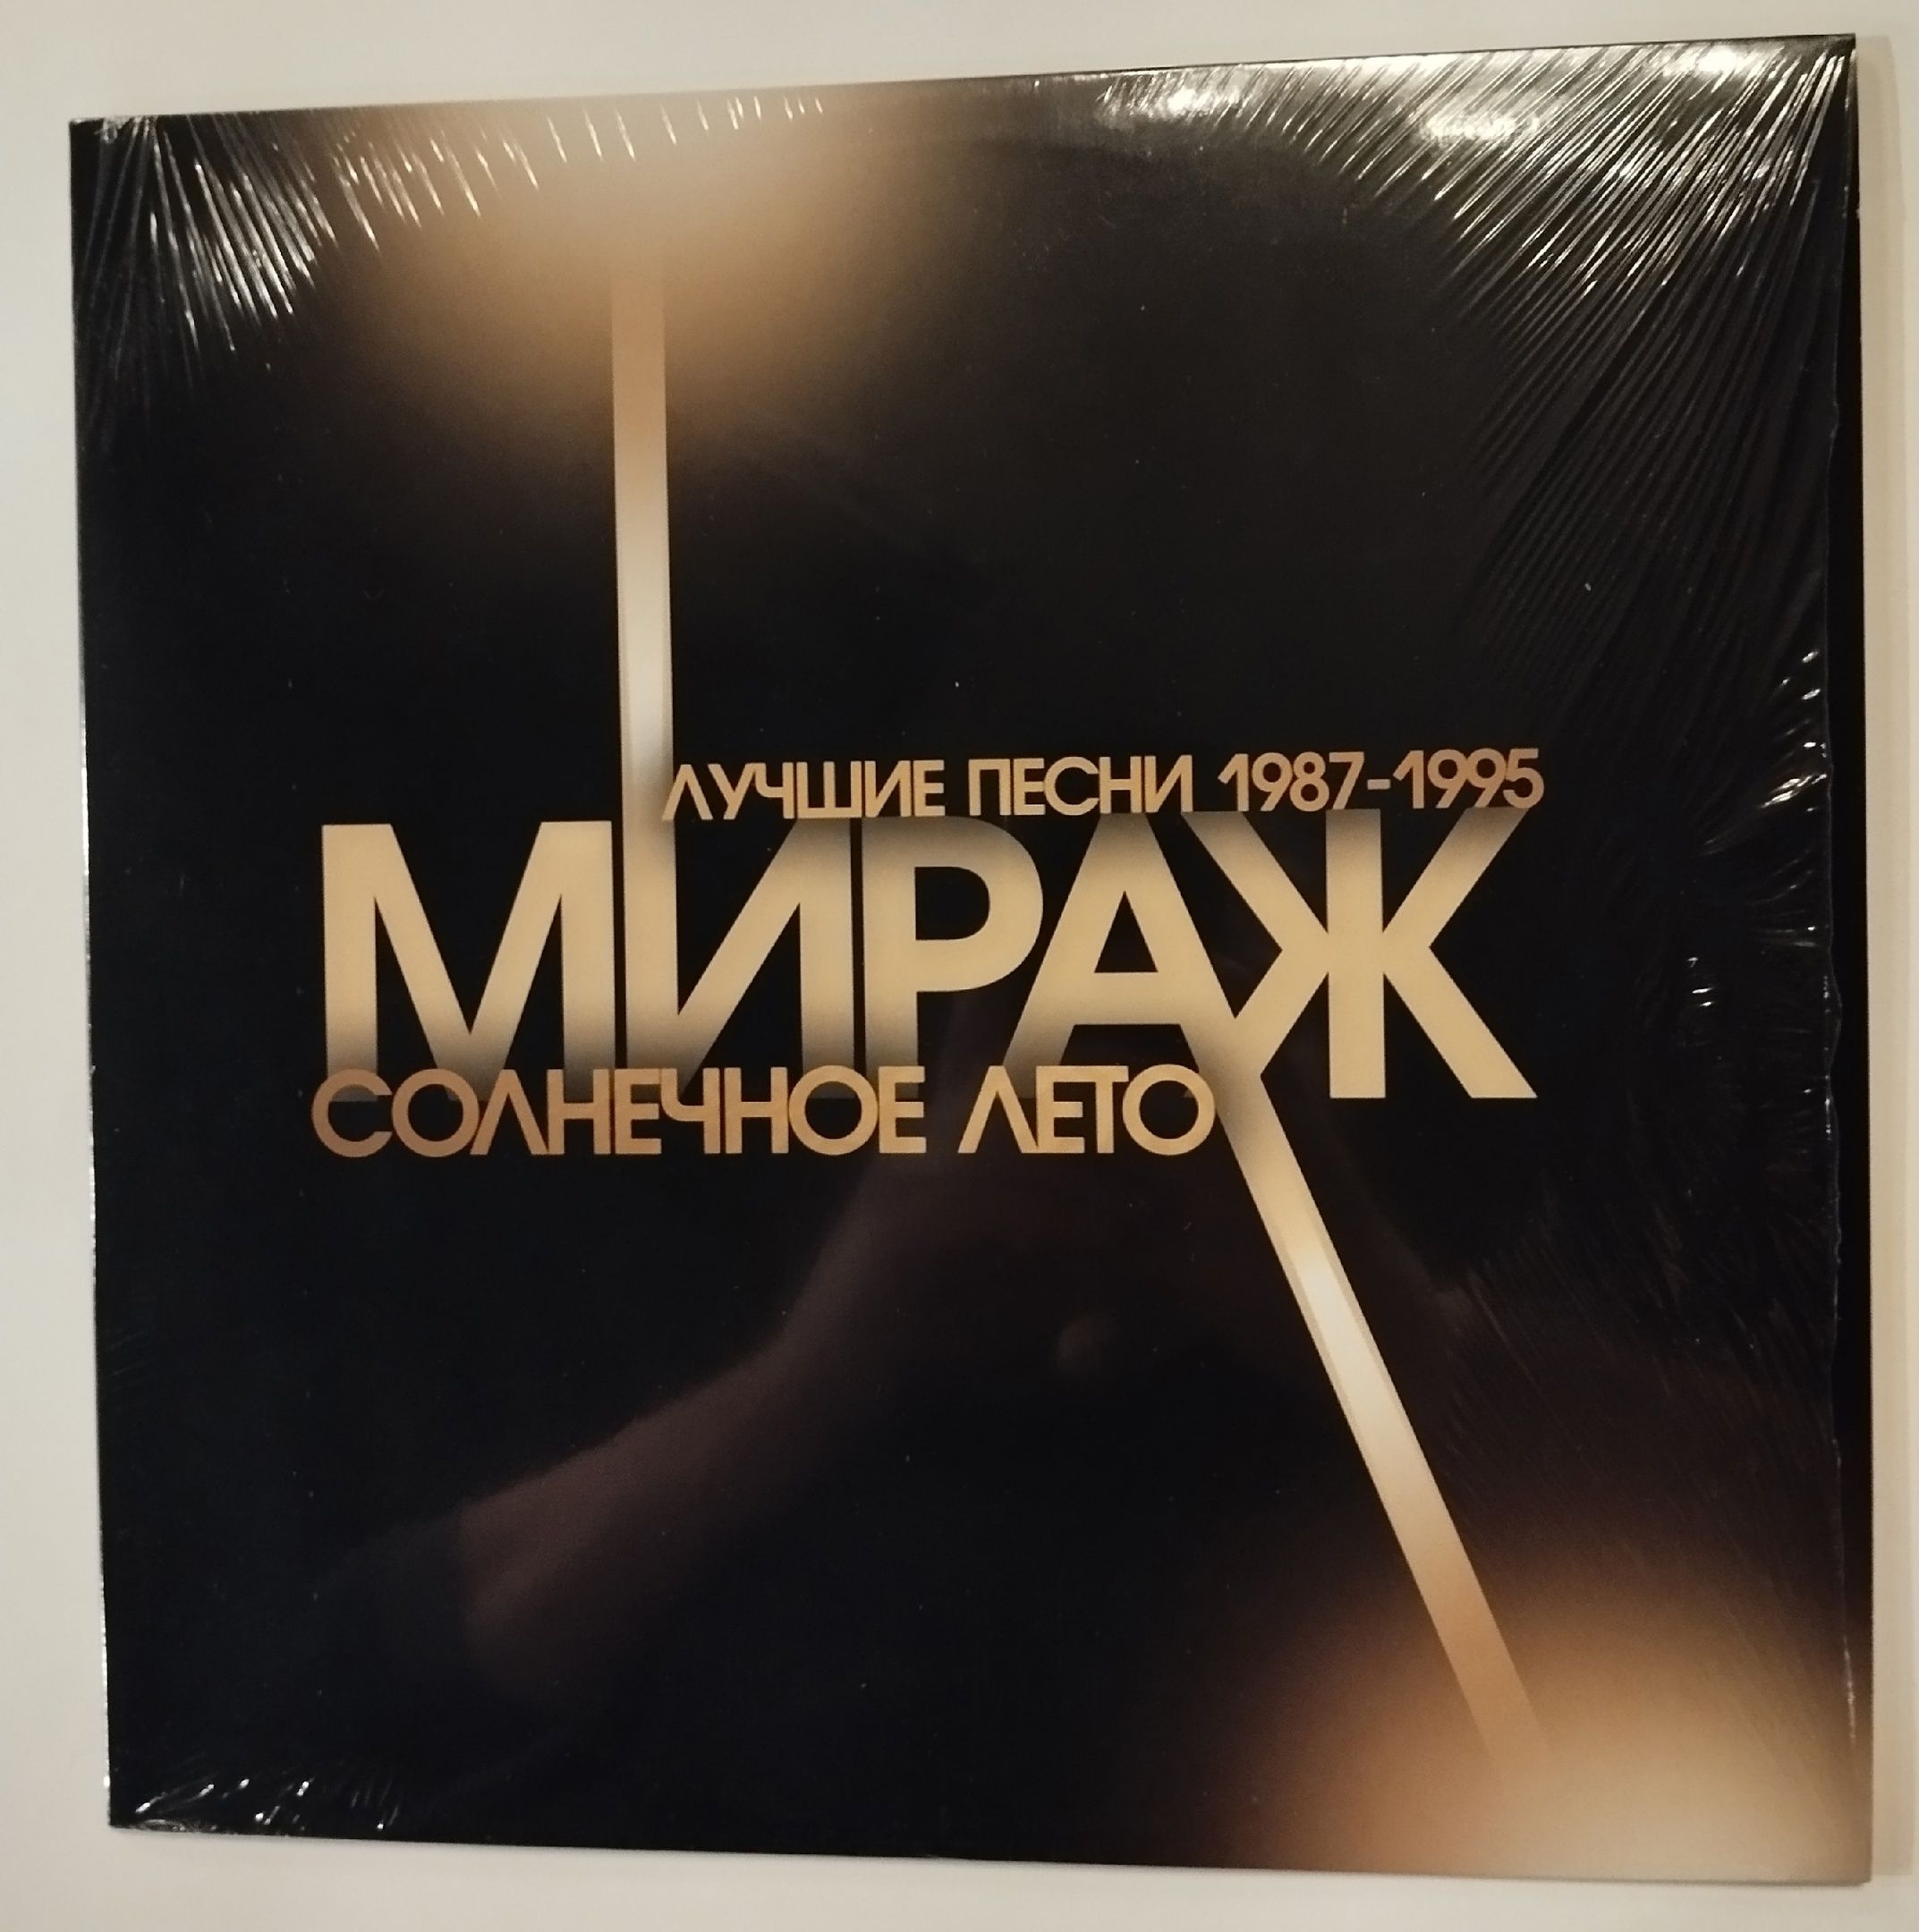 ЛУЧШИЕ ПЕСНИ 1987-1995
МИРАЖ
СОЛНЕЧНОЕ ЛЕТО